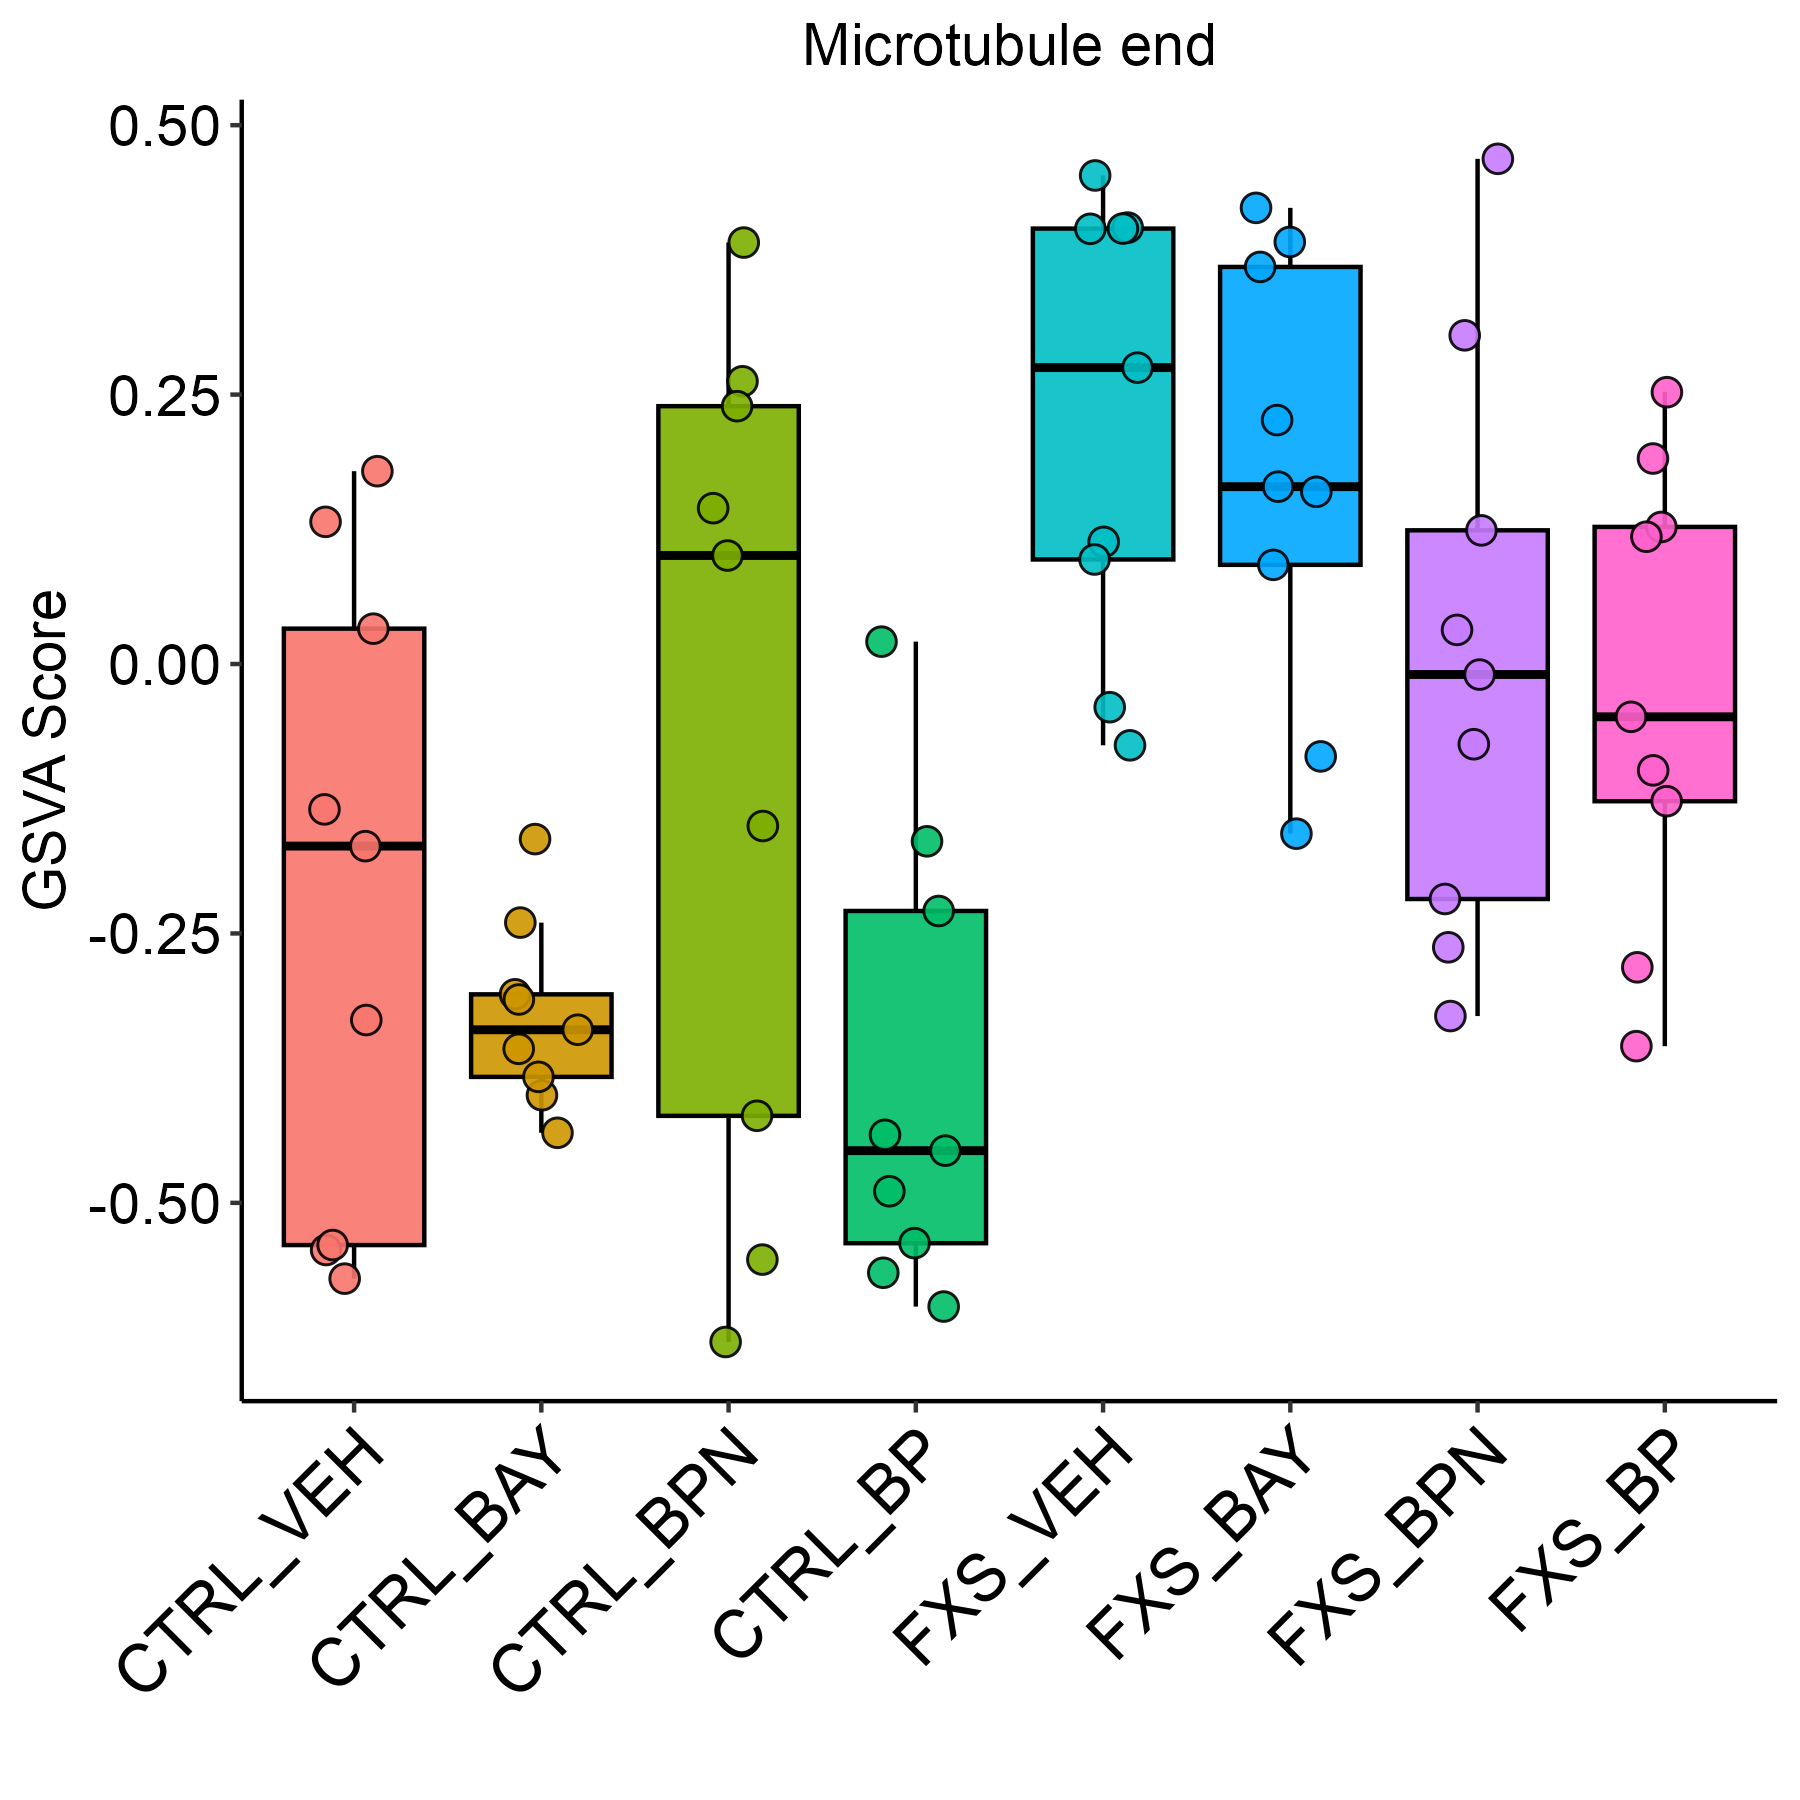 Microtubule end
GSVA Score
0.50
0.25
0.00
-0.25
-0.50
CTRL_VEH
CTRL_BAY
CTRL_BPN
CTRL_BP
FXS_VEH
FXS_BAY
FXS_BPN
FXS_BP